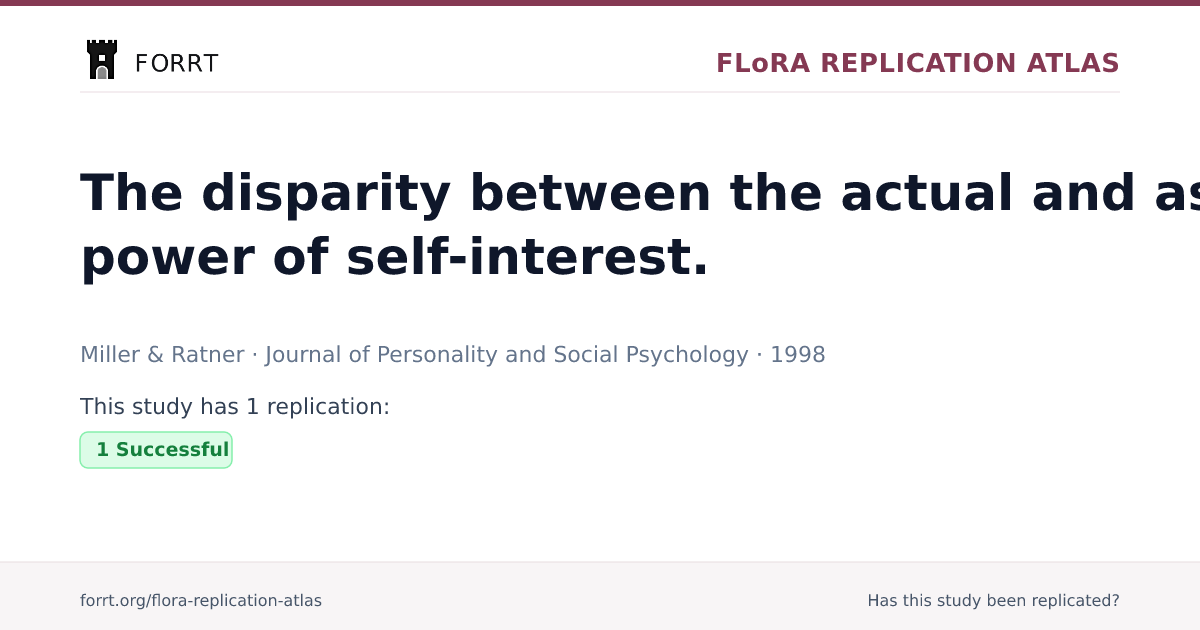 FORRT
FLoRA REPLICATION ATLAS
The disparity between the actual and
power of self-interest.
Miller & Ratner · Journal of Personality and Social Psychology · 1998
This study has 1 replication:
1 Successful
forrt.org/flora-replication-atlas
Has this study been replicated?